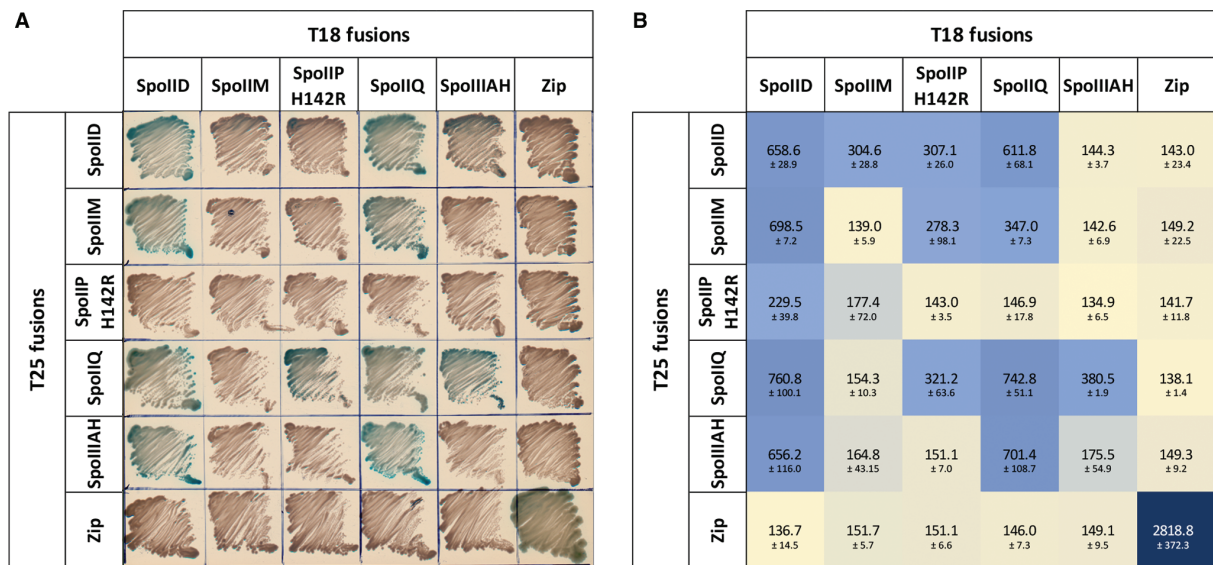 A
T18 fusions
SpoIID SpoIIM SpoIIP H142R SpoIIQ SpoIIIAH Zip
T25 fusions
SpoIID
SpoIIM
SpoIIP H142R
SpoIIQ
SpoIIIAH
Zip
B
T18 fusions
SpoIID SpoIIM SpoIIP H142R SpoIIQ SpoIIIAH Zip
T25 fusions
SpoIID
658.6 304.6 307.1 611.8 144.3 143.0
± 28.9 ± 28.8 ± 26.0 ± 68.1 ± 3.7 ± 23.4
SpoIIM
698.5 139.0 278.3 347.0 142.6 149.2
± 7.2 ± 5.9 ± 98.1 ± 7.3 ± 6.9 ± 22.5
SpoIIP H142R
229.5 177.4 143.0 146.9 134.9 141.7
± 39.8 ± 72.0 ± 3.5 ± 17.8 ± 6.5 ± 11.8
SpoIIQ
760.8 154.3 321.2 742.8 380.5 138.1
± 100.1 ± 10.3 ± 63.6 ± 51.1 ± 1.9 ± 1.4
SpoIIIAH
656.2 164.8 151.1 701.4 175.5 149.3
± 116.0 ± 43.15 ± 7.0 ± 108.7 ± 54.9 ± 9.2
Zip
136.7 151.7 151.1 146.0 149.1 2818.8
± 14.5 ± 5.7 ± 6.6 ± 7.3 ± 9.5 ± 372.3